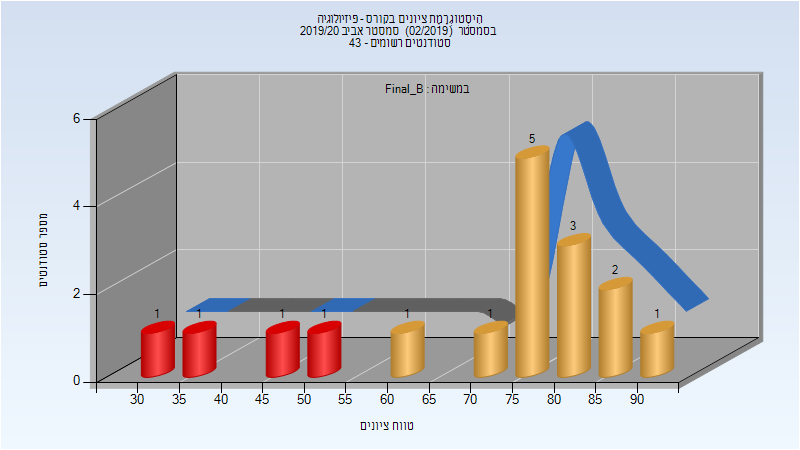 הִיסְטוֹגְרָמַת ציונים בקורס - פיזיולוגיה
בסמסטר (02/2019) סמסטר אביב 2019/20
סטודנטים רשומים - 43
במשימה : Final_B
מספר סטודנטים
6
4
2
0
1 1 1 1 1 1 5 3 2 1
30 35 40 45 50 55 60 65 70 75 80 85 90
טווח ציונים